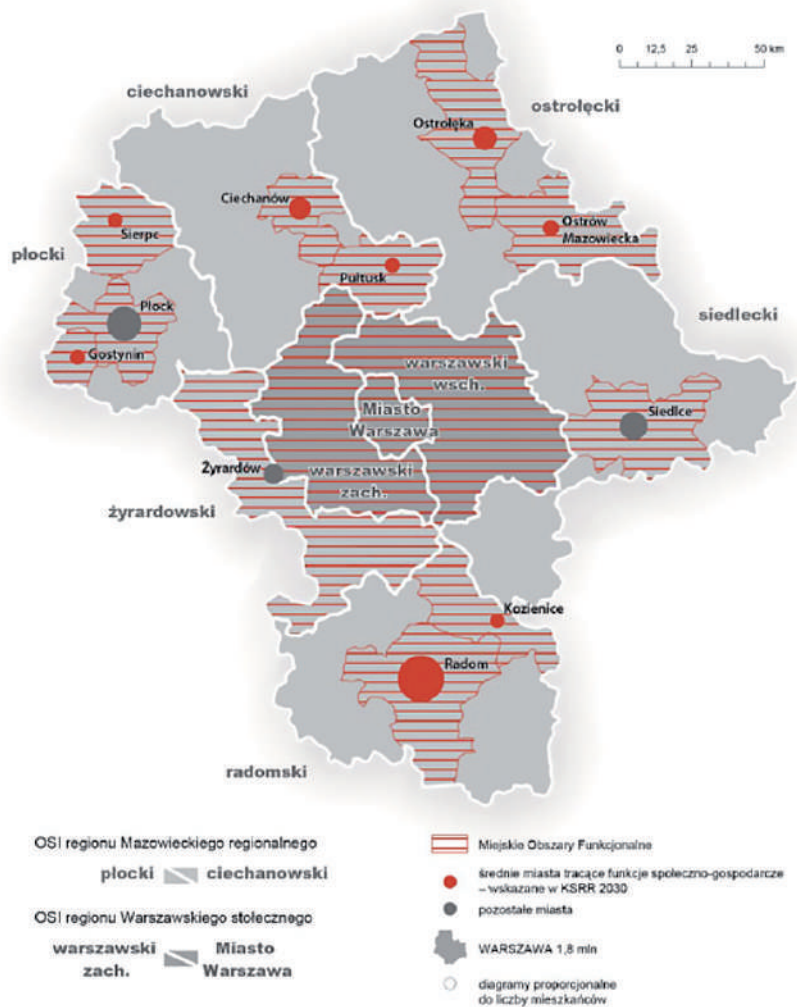 0 12,5 25 50 km
ciechanowski
ostrołęcki
Ostrołęka
Ciechanów
Sierpc
Ostrów
Mazowiecka
płocki
Pułtusk
Płock
siedlecki
Gostynin
warszawski
wsch.
Miasto
Warszawa
Siedlce
Żyrardów
warszawski
zach.
żyrardowski
Kozienice
Radom
radomski
OSI regionu Mazowieckiego regionalnego
płocki ciechanowski
OSI regionu Warszawskiego stołecznego
warszawski
zach.
Miasto
Warszawa
Miejskie Obszary Funkcjonalne
średnie miasta tracące funkcje społeczno-gospodarcze
– wskazane w KSRR 2030
pozostałe miasta
WARSZAWA 1,8 mln
diagramy proporcjonalne
do liczby mieszkańców